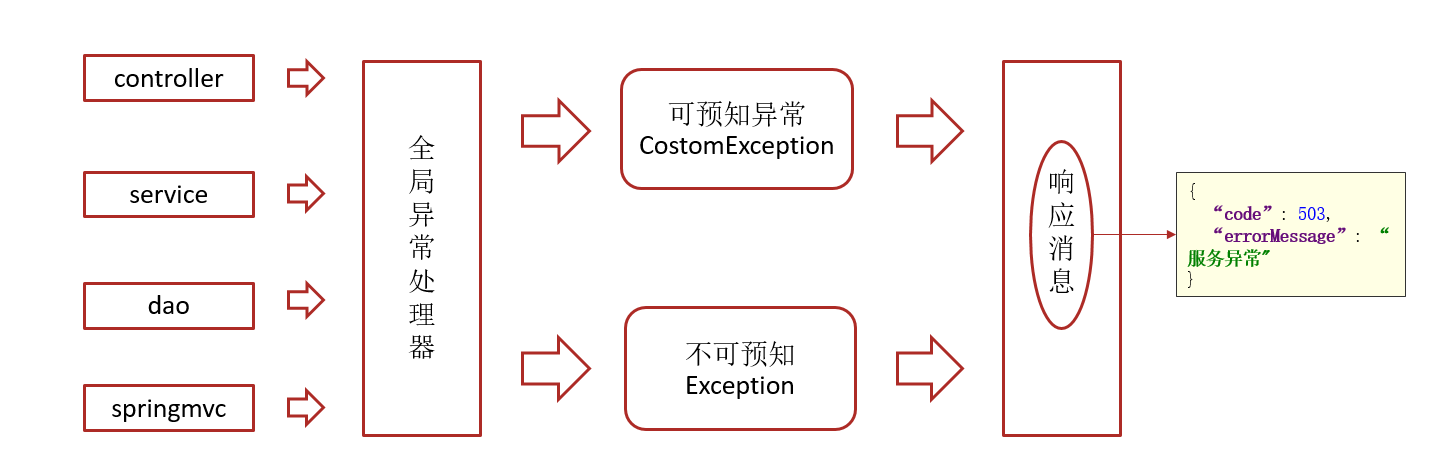 controller
service
dao
springmvc
全局异常处理器
可预知异常
CostomException
不可预知
Exception
响应消息
{
“code”: 503,
“errorMessage”: “
服务异常"
}